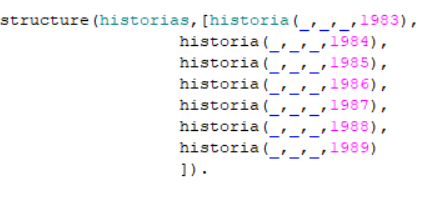 structure(historias,[historia(_,_,_,1983),
historia(_,_,_,1984),
historia(_,_,_,1985),
historia(_,_,_,1986),
historia(_,_,_,1987),
historia(_,_,_,1988),
historia(_,_,_,1989)
]).